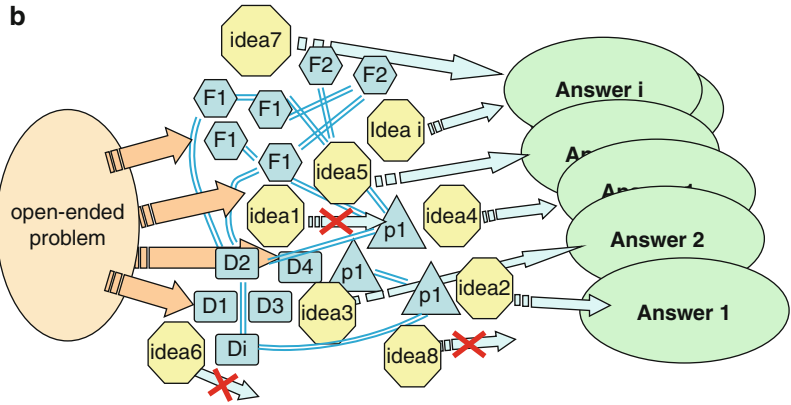 b
idea7
F2
F2
F1
F1
F1
F1
Idea i
idea5
idea1
idea4
p1
open-ended
problem
D2
D4
p1
p1
D1
D3
idea3
idea2
Di
idea6
idea8
Answer i
Answer 2
Answer 1